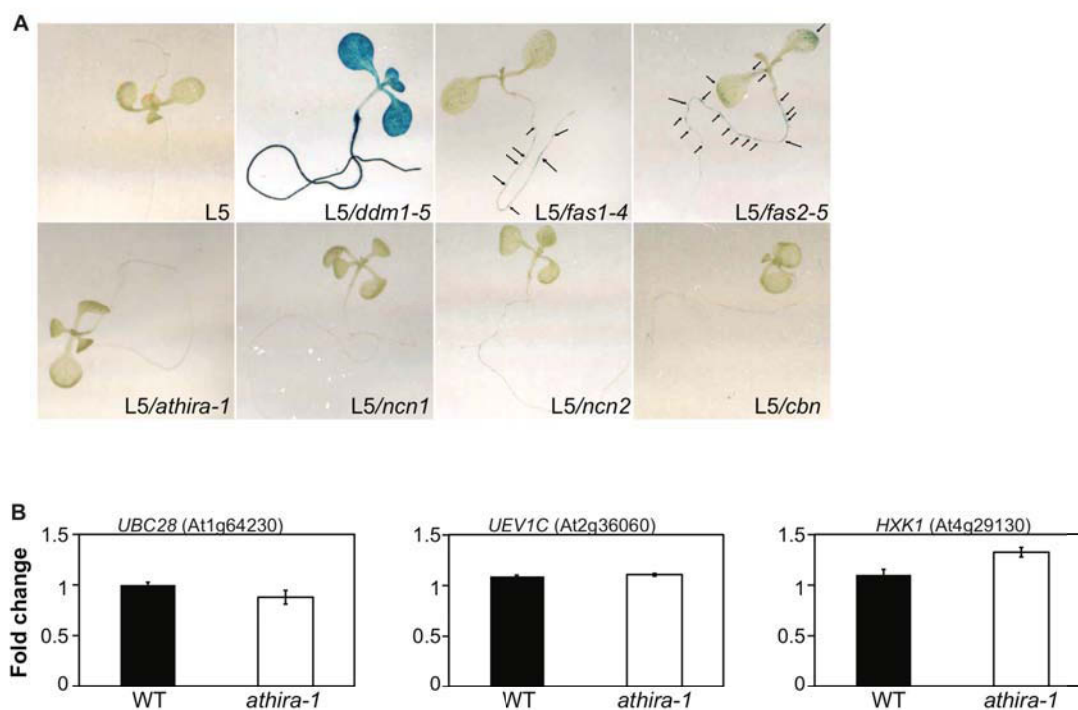 A
L5
L5/ddm1-5
L5/fas1-4
L5/fas2-5
L5/athira-1
L5/ncn1
L5/ncn2
L5/cbn
B
UBC28 (At1g64230)
UEV1C (At2g36060)
HXK1 (At4g29130)
Fold change
1.5
1
0.5
0
WT
athira-1
1.5
1
0.5
0
WT
athira-1
1.5
1
0.5
0
WT
athira-1